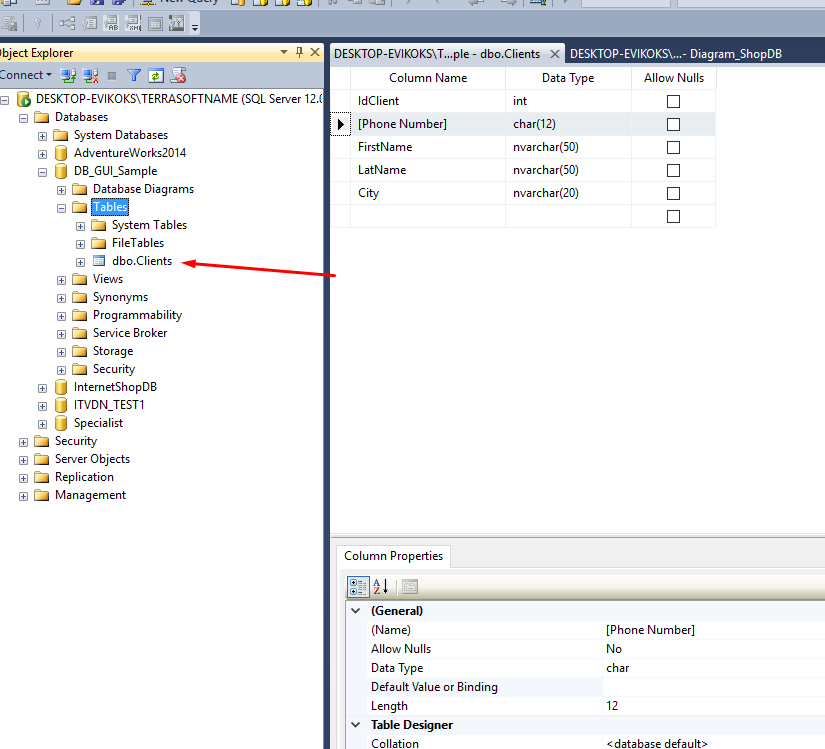 New Query
Object Explorer
Connect
DESKTOP-EVIKOKS\TERRASOFTNAME (SQL Server 12.0
Databases
System Databases
AdventureWorks2014
DB_GUI_Sample
Database Diagrams
Tables
System Tables
FileTables
dbo.Clients
Views
Synonyms
Programmability
Service Broker
Storage
Security
InternetShopDB
ITVDN_TEST1
Specialist
Security
Server Objects
Replication
Management
DESKTOP-EVIKOKS\T...ple - dbo.Clients
DESKTOP-EVIKOKS\...- Diagram_ShopDB
Column Name Data Type Allow Nulls
IdClient int
[Phone Number] char(12)
FirstName nvarchar(50)
LatName nvarchar(50)
City nvarchar(20)
Column Properties
(General)
(Name) [Phone Number]
Allow Nulls No
Data Type char
Default Value or Binding
Length 12
Table Designer
Collation <database default>